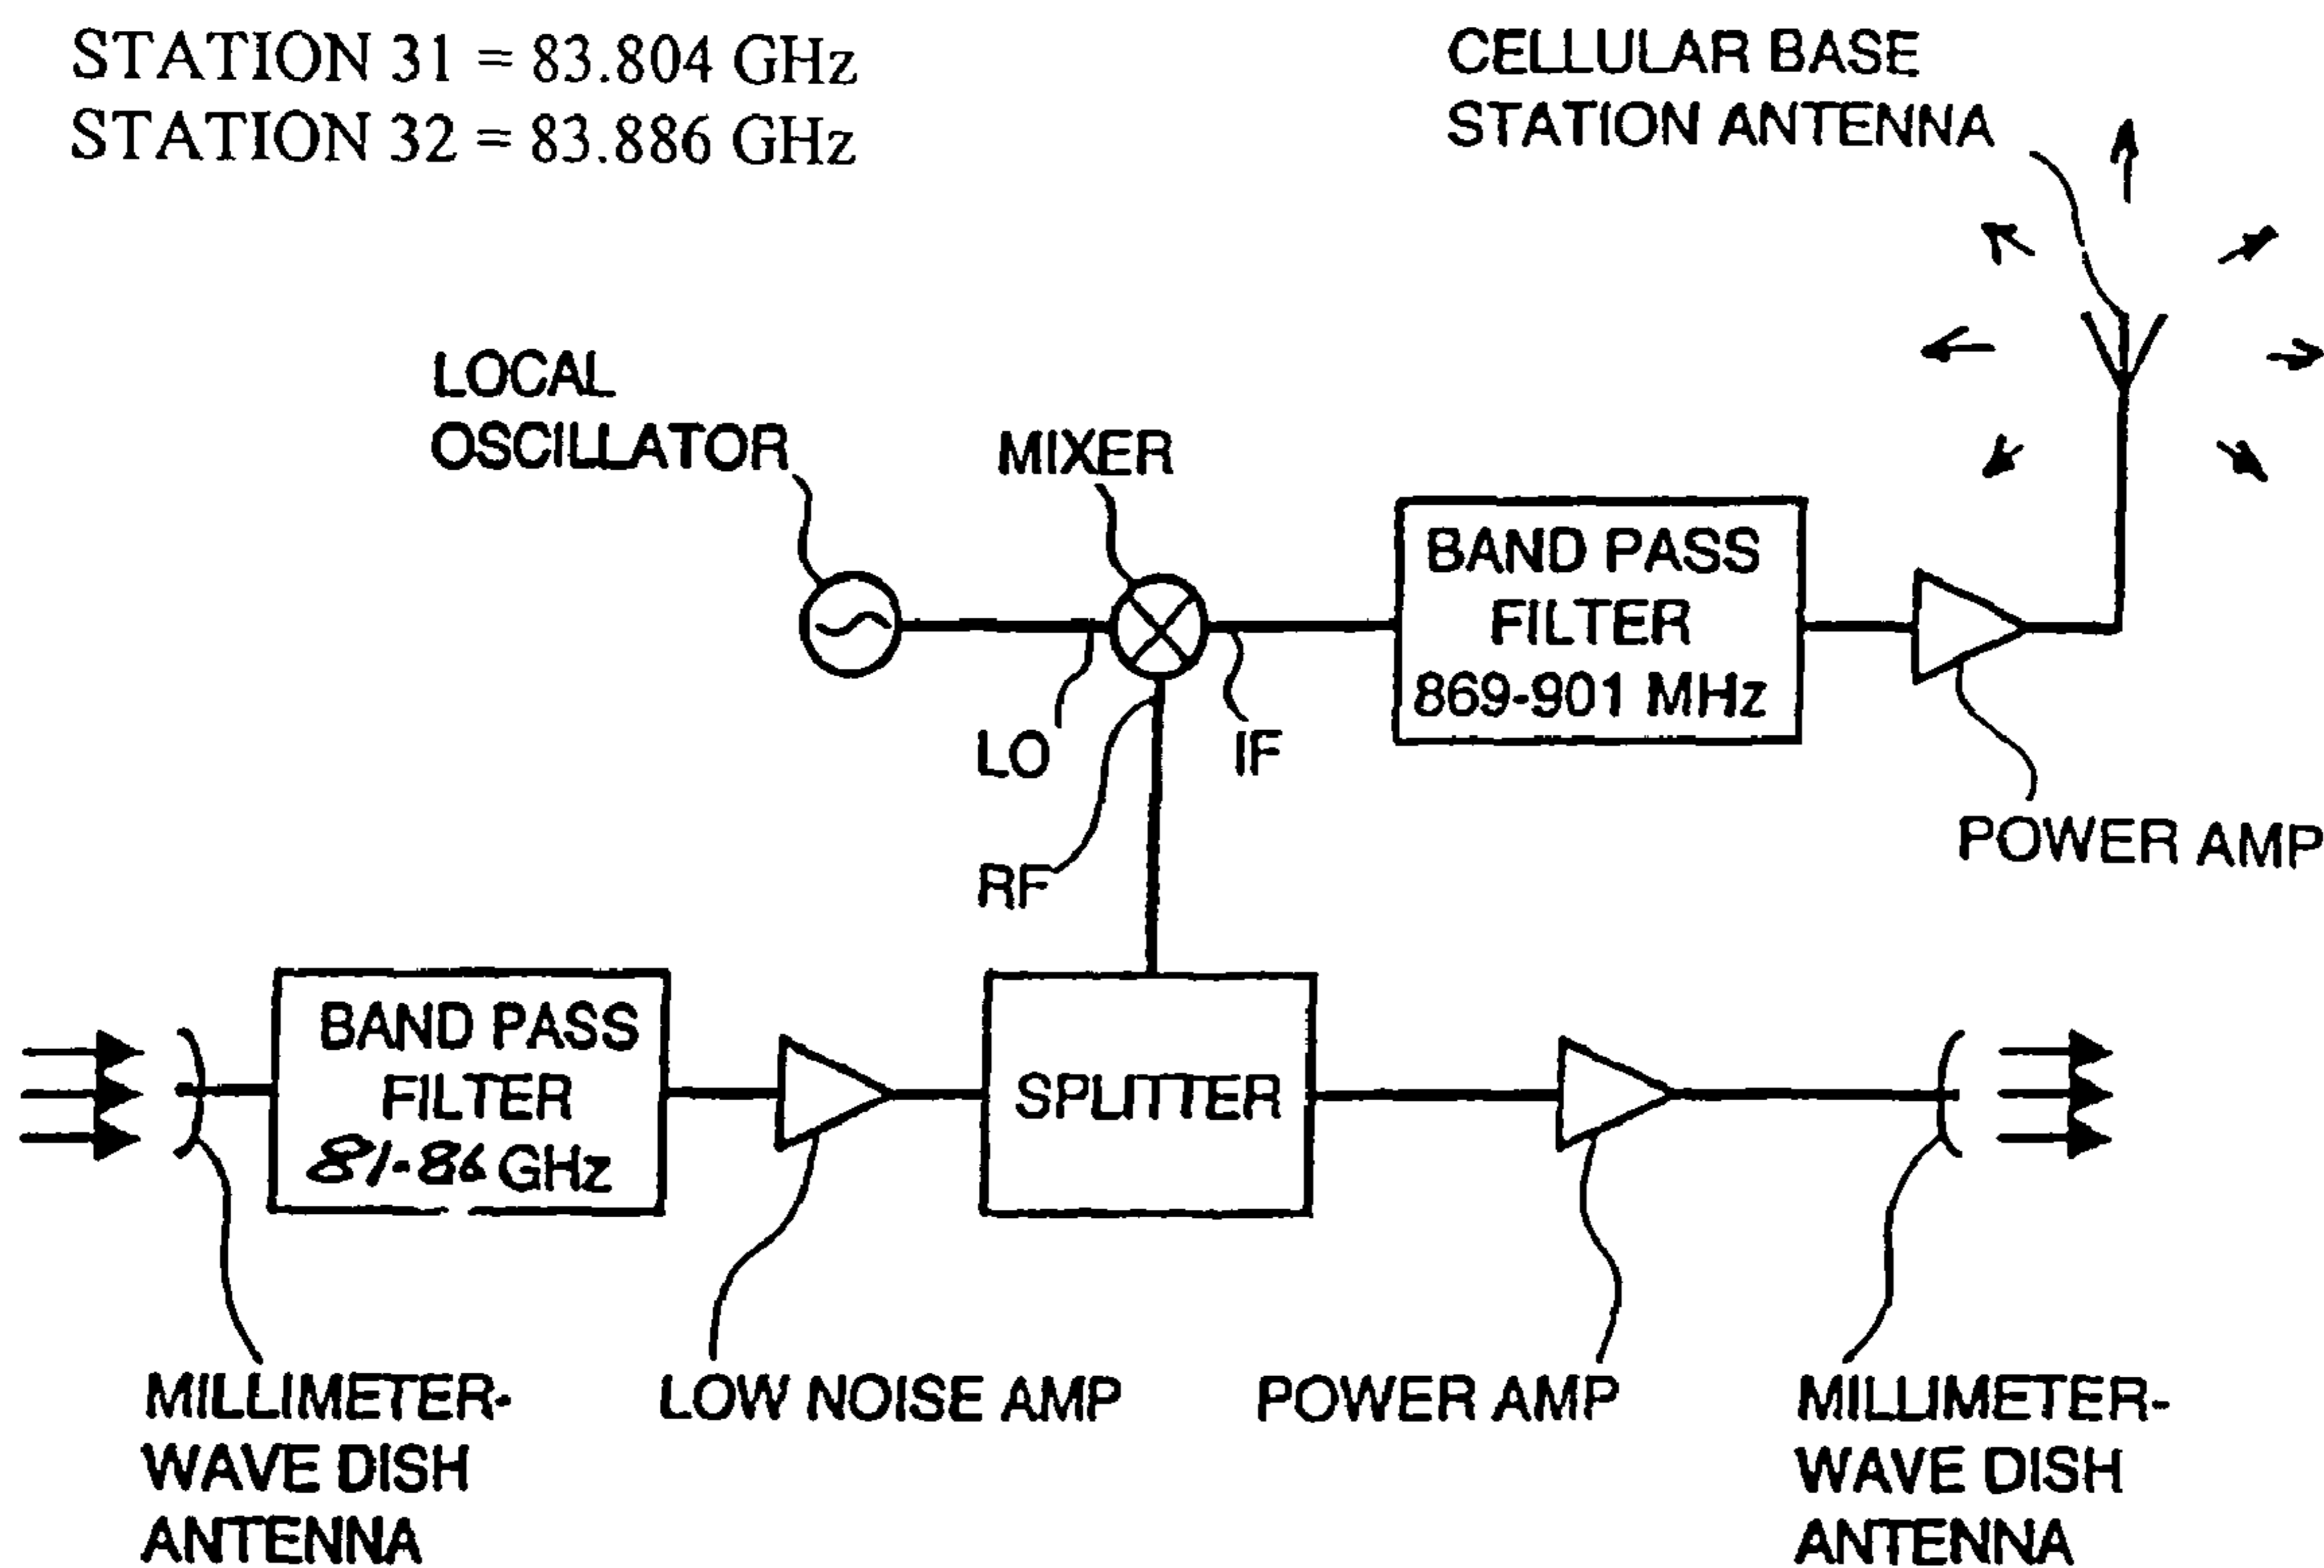 STATION 31 = 83.804 GHz
STATION 32 = 83.886 GHz
CELLULAR BASE
STATION ANTENNA
LOCAL
OSCILLATOR
MIXER
BAND PASS
FILTER
869-901 MHz
LO
IF
RF
POWER AMP
BAND PASS
FILTER
81-86 GHz
SPLITTER
MILLIMETER-
WAVE DISH
ANTENNA
LOW NOISE AMP
POWER AMP
MILLIMETER-
WAVE DISH
ANTENNA